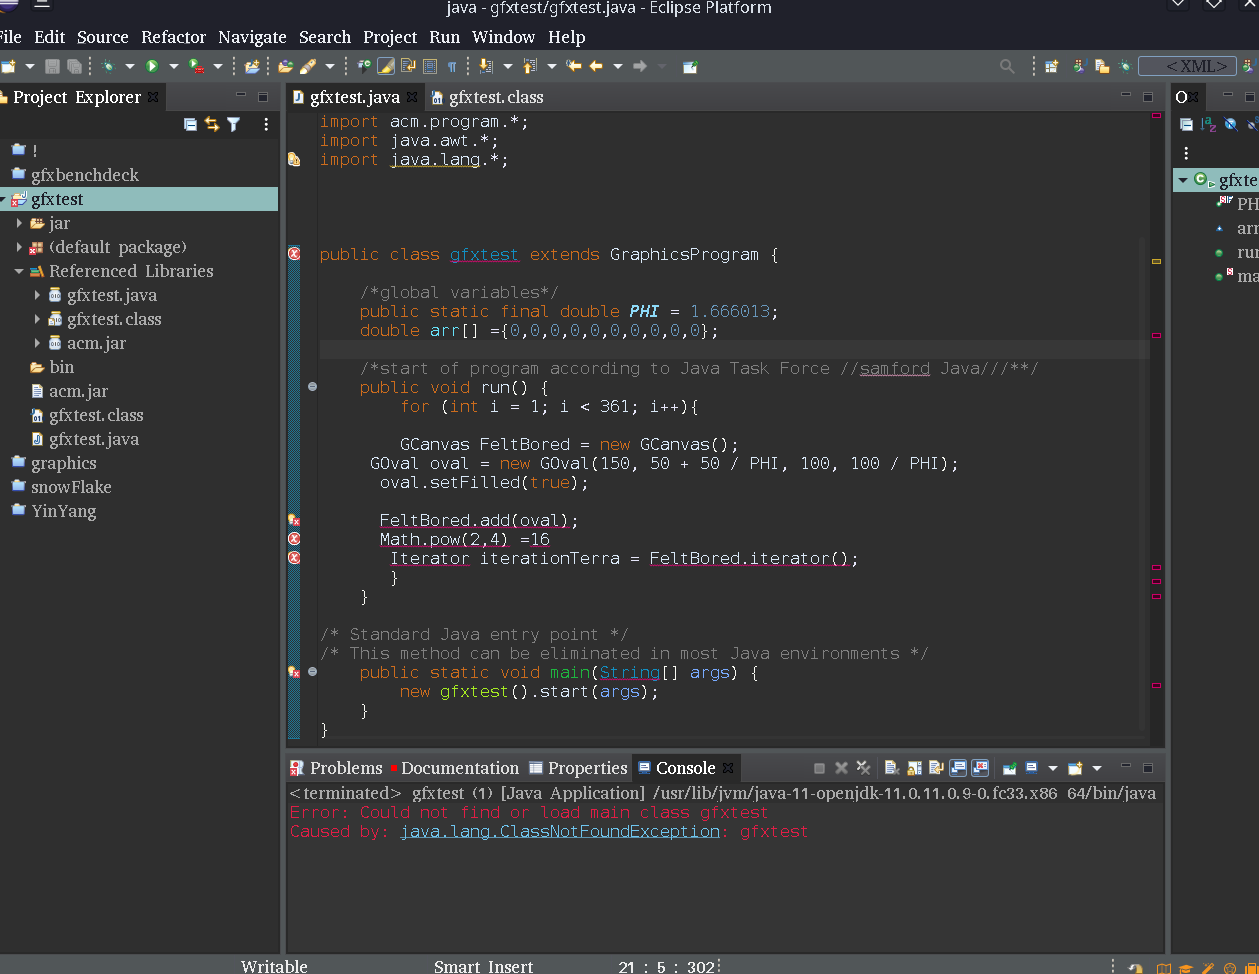 java - gfxtest/gfxtest.java - Eclipse Platform
File Edit Source Refactor Navigate Search Project Run Window Help
<XML>
Project Explorer
gfxtest.java
gfxtest.class
O
!
gfxbenchdeck
gfxtest
jar
(default package)
Referenced Libraries
gfxtest.java
gfxtest.class
acm.jar
bin
acm.jar
gfxtest.class
gfxtest.java
graphics
snowFlake
YinYang
import acm.program.*;
import java.awt.*;
import java.lang.*;
public class gfxtest extends GraphicsProgram {
/*global variables*/
public static final double PHI = 1.666013;
double arr[] ={0,0,0,0,0,0,0,0,0,0};
/*start of program according to Java Task Force //samford Java///**/
public void run() {
for (int i = 1; i < 361; i++){
GCanvas FeltBored = new GCanvas();
GOval oval = new GOval(150, 50 + 50 / PHI, 100, 100 / PHI);
oval.setFilled(true);
FeltBored.add(oval);
Math.pow(2,4) =16
Iterator iterationTerra = FeltBored.iterator();
}
}
/* Standard Java entry point */
/* This method can be eliminated in most Java environments */
public static void main(String[] args) {
new gfxtest().start(args);
}
}
gfxte
PH
arr
run
ma
Problems Documentation Properties Console
<terminated> gfxtest (1) [Java Application] /usr/lib/jvm/java-11-openjdk-11.0.11.0.9-0.fc33.x86_64/bin/java
Error: Could not find or load main class gfxtest
Caused by: java.lang.ClassNotFoundException: gfxtest
Writable Smart Insert 21 : 5 : 302